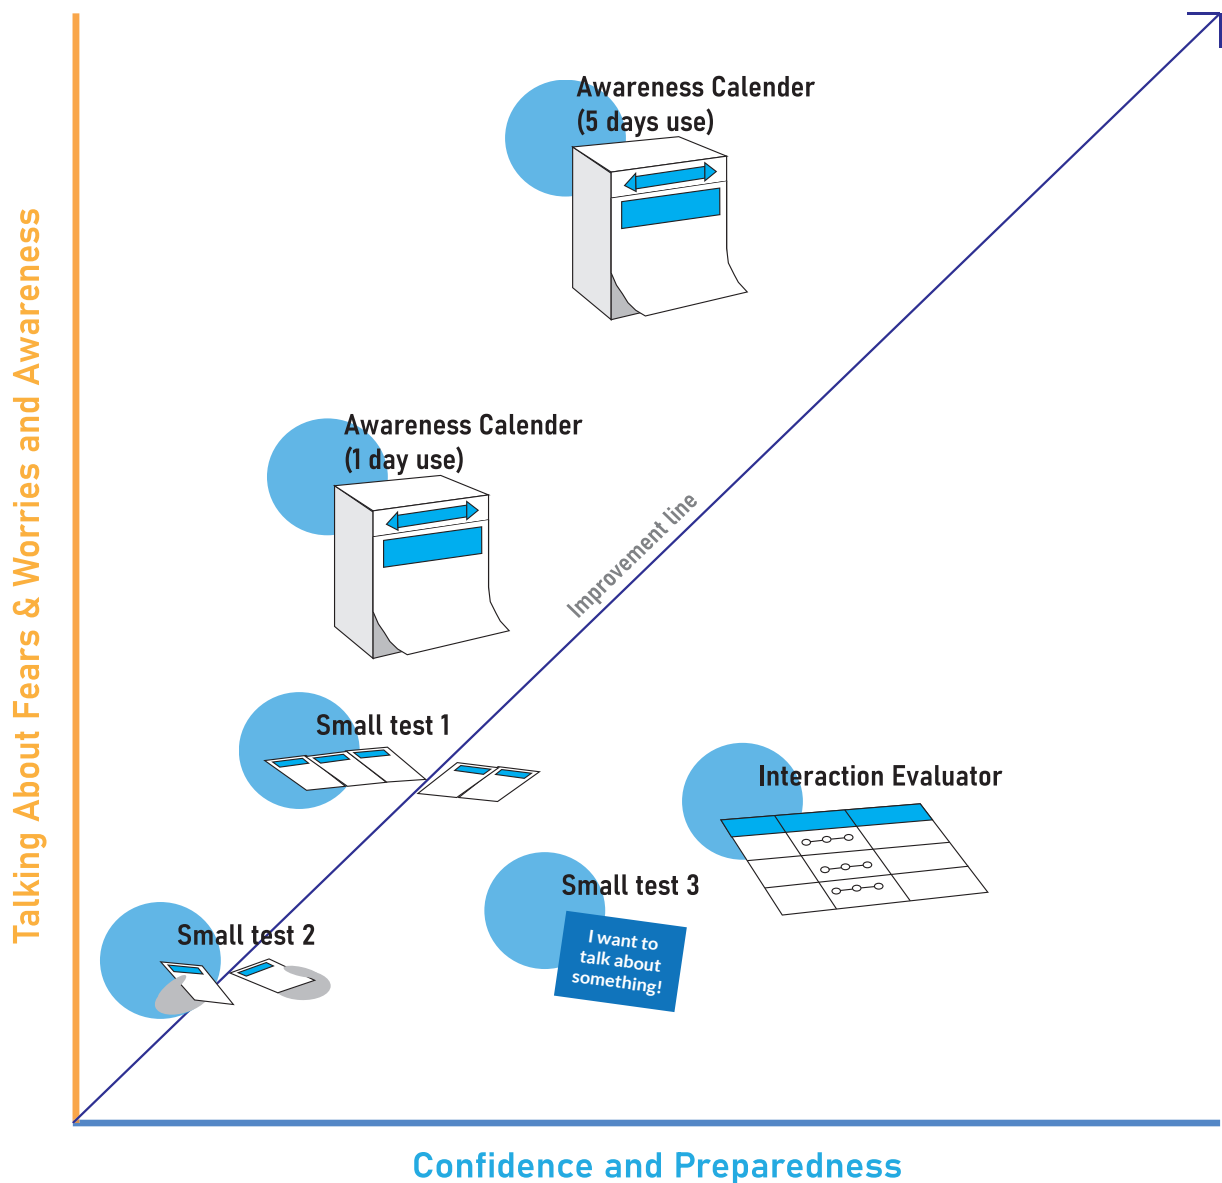 Awareness Calender
(5 days use)
Talking About Fears & Worries and Awareness
Awareness Calender
(1 day use)
Improvement line
Small test 1
Interaction Evaluator
Small test 3
Small test 2
I want to
talk about
something!
Confidence and Preparedness